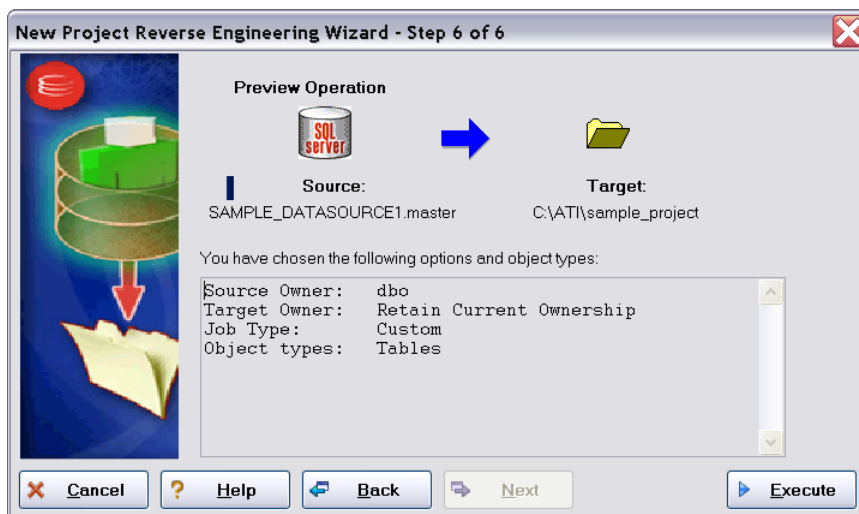 New Project Reverse Engineering Wizard - Step 6 of 6
Preview Operation
SQL
server
Source:
Target:
SAMPLE_DATASOURCE1.master
C:\ATI\sample_project
You have chosen the following options and object types:
Source Owner: dbo
Target Owner: Retain Current Ownership
Job Type: Custom
Object types: Tables
Cancel
Help
Back
Next
Execute